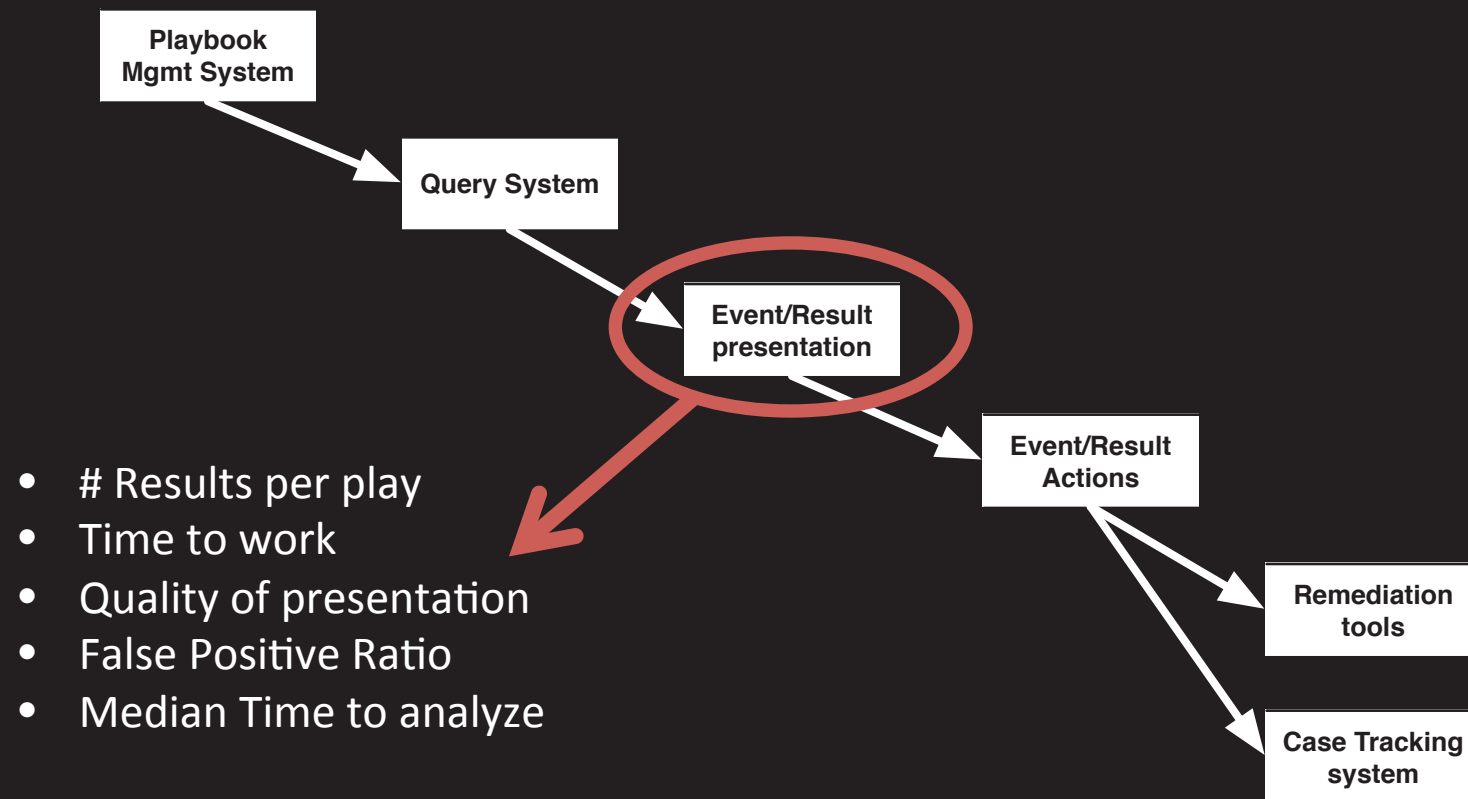 Playbook
Mgmt System
Query System
Event/Result
presentation
Event/Result
Actions
• # Results per play
• Time to work
• Quality of presentation
• False Positive Ratio
• Median Time to analyze
Remediation
tools
Case Tracking
system